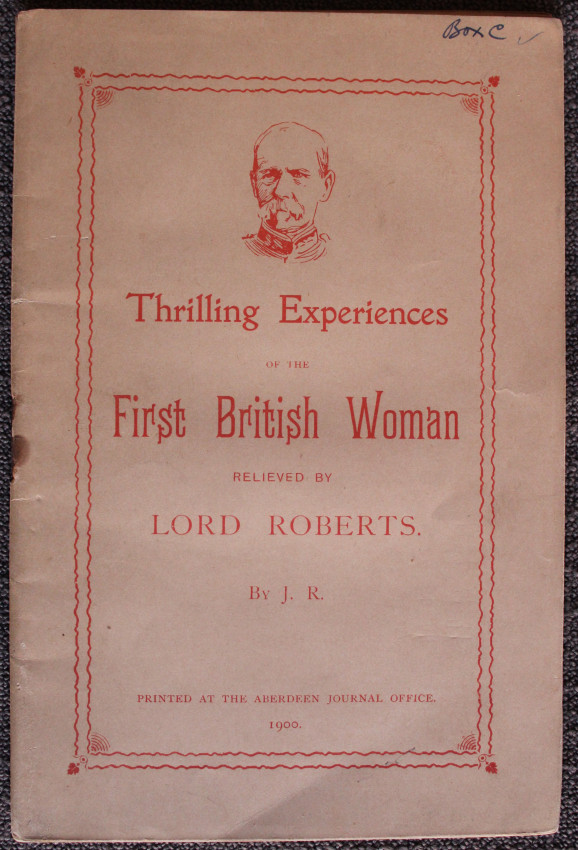 Box C
Thrilling Experiences
OF THE
First British Woman
RELIEVED BY
LORD ROBERTS.
By J. R.
PRINTED AT THE ABERDEEN JOURNAL OFFICE.
1900.